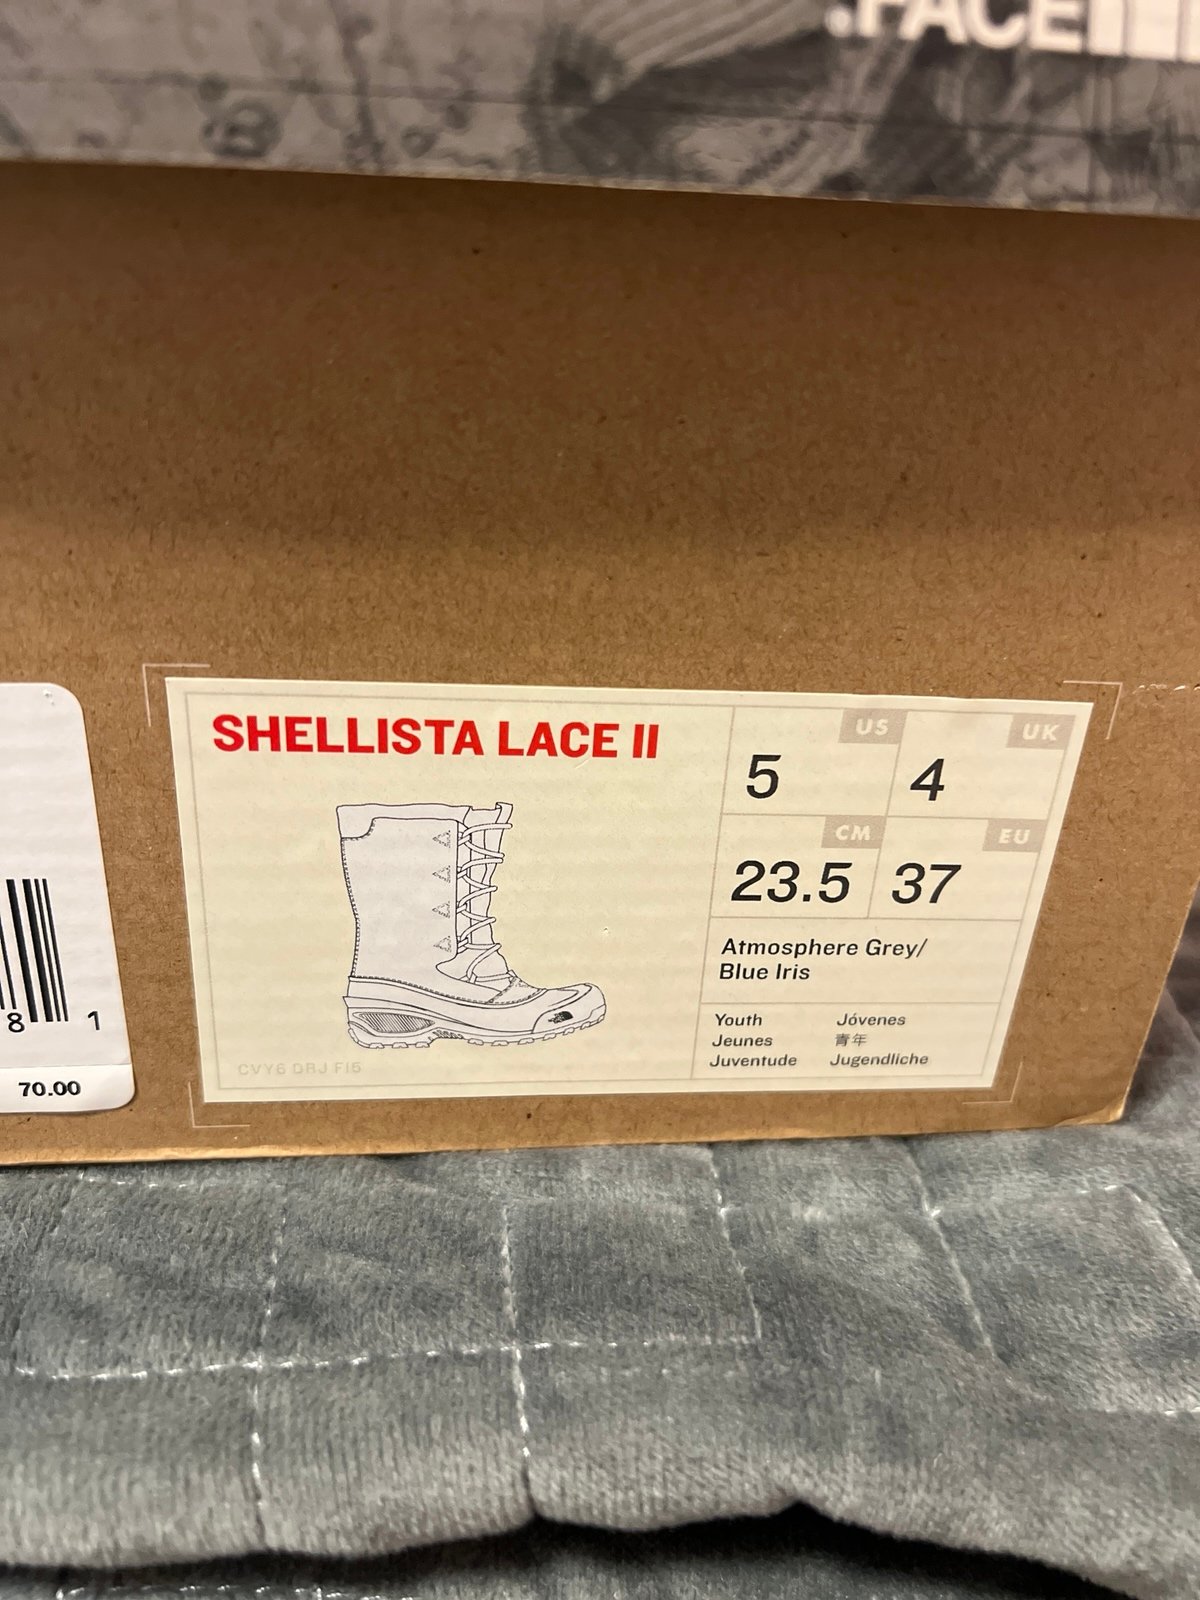 .FACE
SHELLISTA LACE II
US
5
UK
4
CM
23.5
EU
37
Atmosphere Grey/
Blue Iris
Youth Jóvenes
Jeunes 青年
Juventude Jugendliche
CVY6 DRJ F15
8 1
70.00